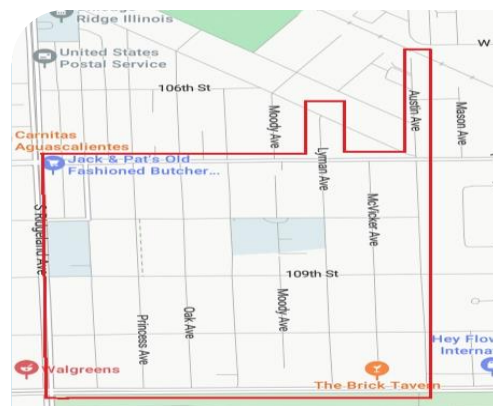 Ridge Illinois
United States
Postal Service
W
106th St
Moody Ave
Austin Ave
Mason Ave
Carnitas
Aguascalientes
Jack & Pat's Old
Fashioned Butcher...
Lyman Ave
McVicker Ave
S Ridgeland Ave
109th St
Princess Ave
Oak Ave
Moody Ave
Walgreens
The Brick Tavern
Hey Flow
Interna